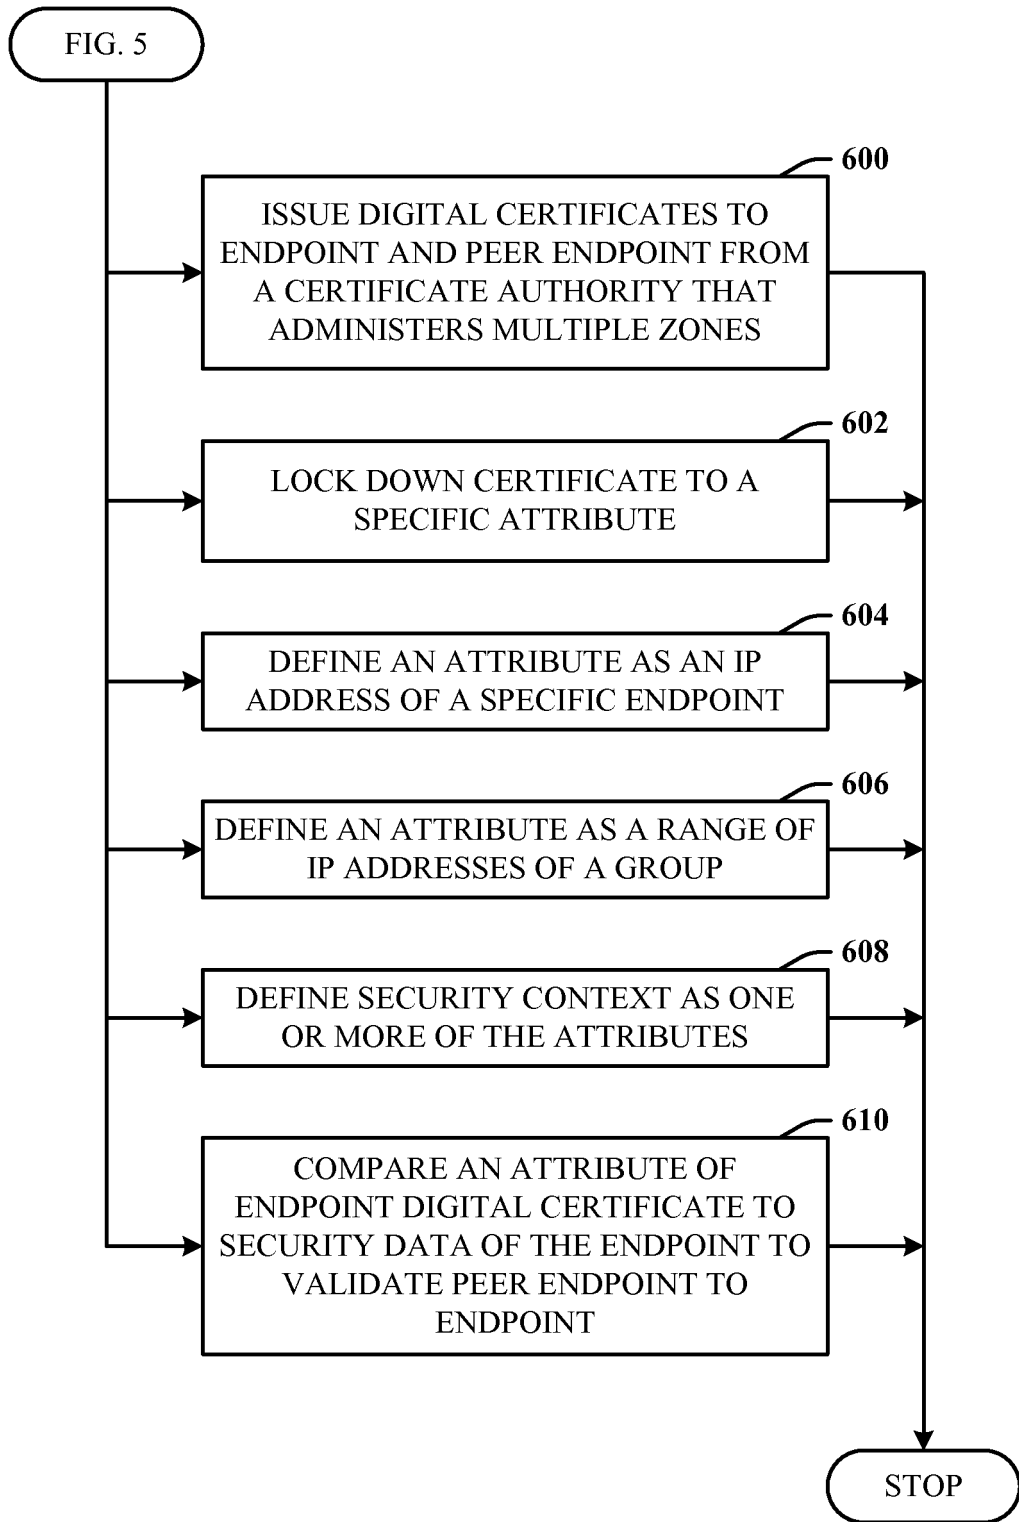 FIG. 5
600
ISSUE DIGITAL CERTIFICATES TO
ENDPOINT AND PEER ENDPOINT FROM
A CERTIFICATE AUTHORITY THAT
ADMINISTERS MULTIPLE ZONES
602
LOCK DOWN CERTIFICATE TO A
SPECIFIC ATTRIBUTE
604
DEFINE AN ATTRIBUTE AS AN IP
ADDRESS OF A SPECIFIC ENDPOINT
606
DEFINE AN ATTRIBUTE AS A RANGE OF
IP ADDRESSES OF A GROUP
608
DEFINE SECURITY CONTEXT AS ONE
OR MORE OF THE ATTRIBUTES
610
COMPARE AN ATTRIBUTE OF
ENDPOINT DIGITAL CERTIFICATE TO
SECURITY DATA OF THE ENDPOINT TO
VALIDATE PEER ENDPOINT TO
ENDPOINT
STOP